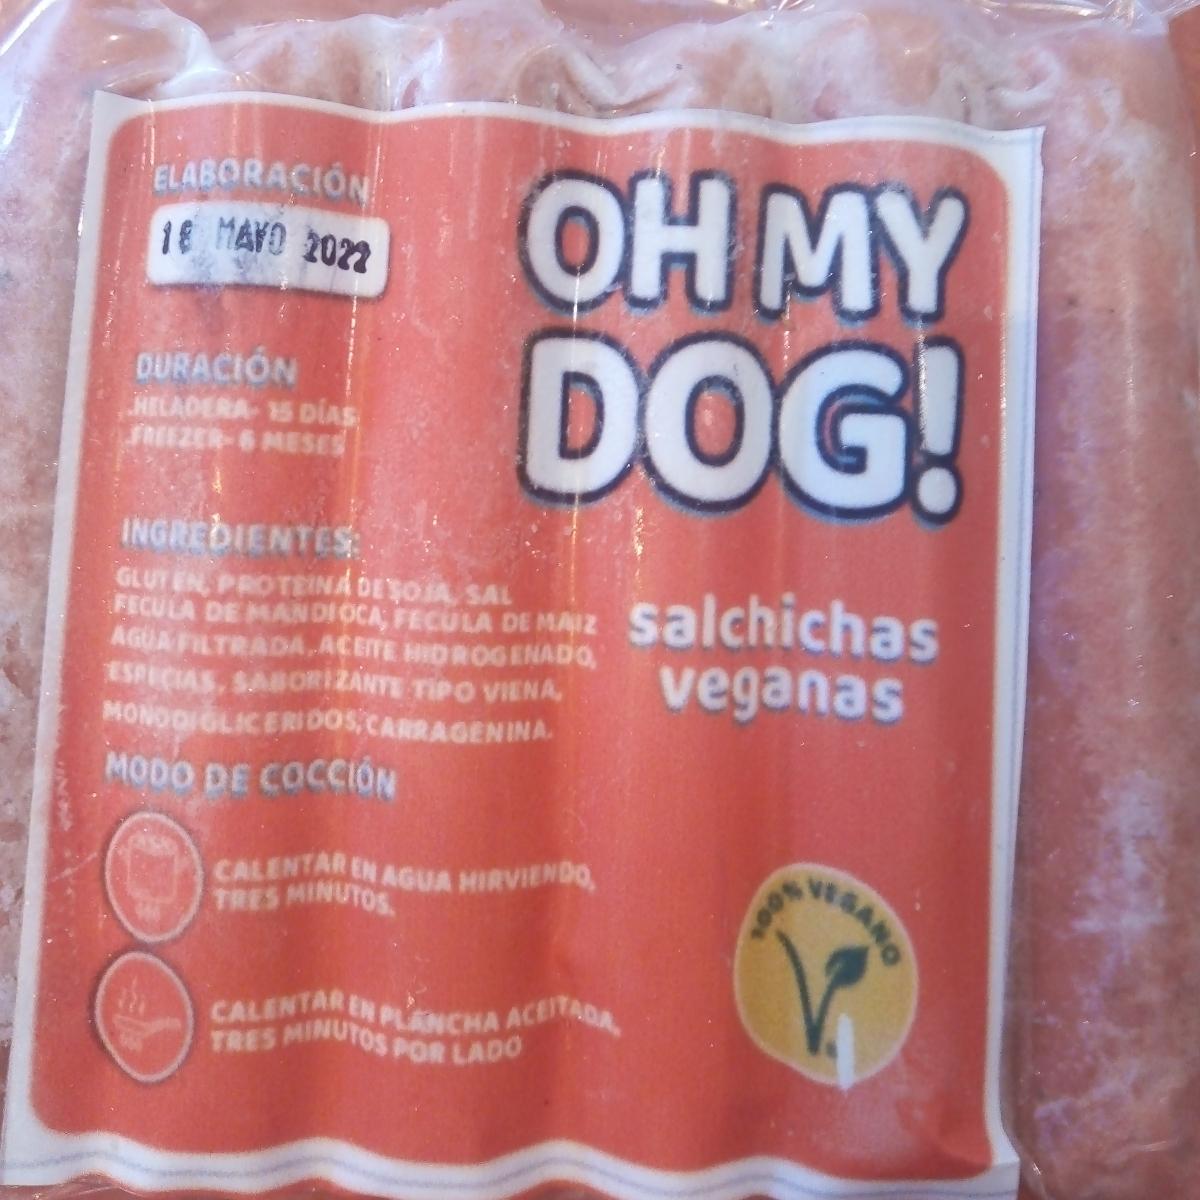 ELABORACIÓN
MAYO 2022
DURACIÓN
HELADERA- 15 DÍAS
FREEZER- 6 MESES
INGREDIENTES:
GLUTEN, PROTEINA DE SOJA, SAL
FECULA DE MANDIOCA, FECULA DE MAIZ
AGUA FILTRADA, ACEITE HIDROGENADO,
ESPECIAS, SABORIZANTE TIPO VIENA,
MONODIGLICERIDOS, CARRAGENINA.
MODO DE COCCIÓN
CALENTAR EN AGUA HIRVIENDO,
TRES MINUTOS.
CALENTAR EN PLANCHA ACEITADA,
TRES MINUTOS POR LADO
OH MY
DOG!
salchichas
veganas
100% VEGANO